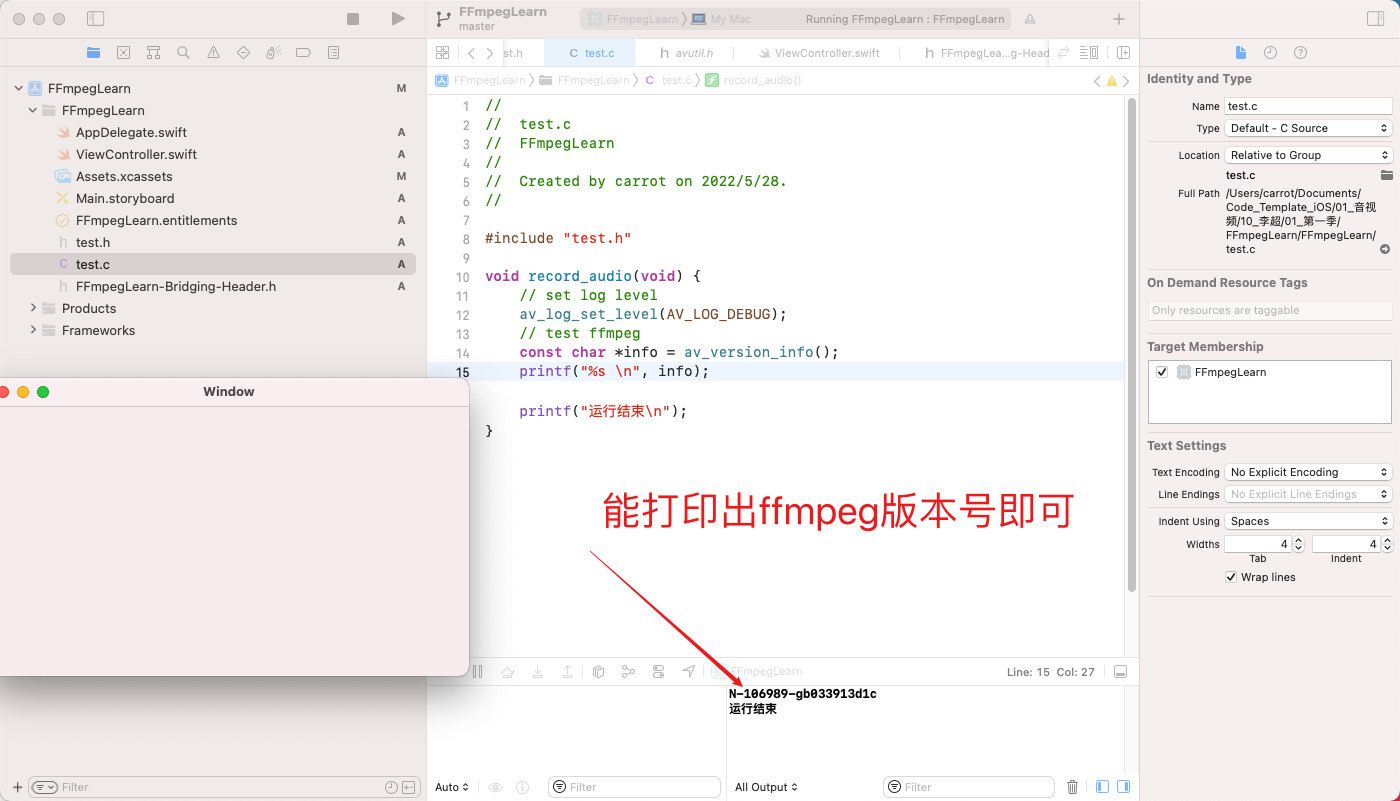 FFmpegLearn
master
FFmpegLearn
My Mac
Running FFmpegLearn : FFmpegLearn
st.h
C test.c
h avutil.h
ViewController.swift
h FFmpegLea…g-Head
FFmpegLearn
FFmpegLearn
C test.c
f record_audio()
FFmpegLearn M
FFmpegLearn
AppDelegate.swift A
ViewController.swift A
Assets.xcassets M
Main.storyboard A
FFmpegLearn.entitlements A
h test.h A
C test.c A
h FFmpegLearn-Bridging-Header.h A
Products
Frameworks
Window
1 //
2 // test.c
3 // FFmpegLearn
4 //
5 // Created by carrot on 2022/5/28.
6 //
7
8 #include "test.h"
9
10 void record_audio(void) {
11 // set log level
12 av_log_set_level(AV_LOG_DEBUG);
13 // test ffmpeg
14 const char *info = av_version_info();
15 printf("%s \n", info);
printf("运行结束\n");
}
能打印出ffmpeg版本号即可
FFmpegLearn
Line: 15 Col: 27
N-106989-gb033913d1c
运行结束
Filter
Auto
Filter
All Output
Filter
Identity and Type
Name test.c
Type Default - C Source
Location Relative to Group
test.c
Full Path /Users/carrot/Documents/
Code_Template_iOS/01_音视
频/10_李超/01_第一季/
FFmpegLearn/FFmpegLearn/
test.c
On Demand Resource Tags
Only resources are taggable
Target Membership
FFmpegLearn
Text Settings
Text Encoding No Explicit Encoding
Line Endings No Explicit Line Endings
Indent Using Spaces
Widths 4 4
Tab Indent
Wrap lines